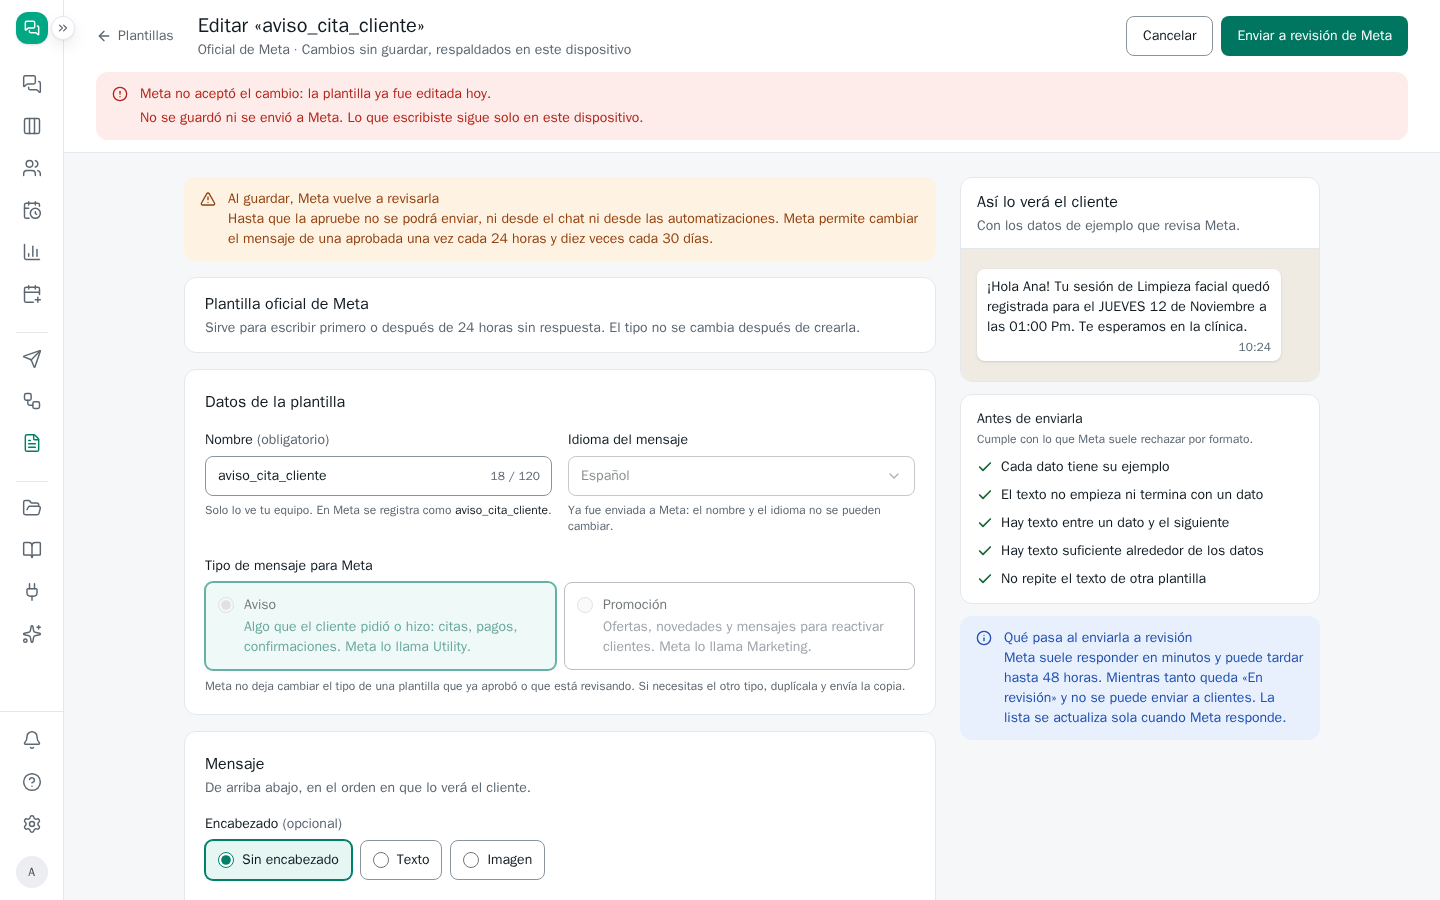 Plantillas
Editar «aviso_cita_cliente»
Oficial de Meta · Cambios sin guardar, respaldados en este dispositivo
Cancelar
Enviar a revisión de Meta
Meta no aceptó el cambio: la plantilla ya fue editada hoy.
No se guardó ni se envió a Meta. Lo que escribiste sigue solo en este dispositivo.
Al guardar, Meta vuelve a revisarla
Hasta que la apruebe no se podrá enviar, ni desde el chat ni desde las automatizaciones. Meta permite cambiar
el mensaje de una aprobada una vez cada 24 horas y diez veces cada 30 días.
Plantilla oficial de Meta
Sirve para escribir primero o después de 24 horas sin respuesta. El tipo no se cambia después de crearla.
Datos de la plantilla
Nombre (obligatorio)
aviso_cita_cliente
18 / 120
Solo lo ve tu equipo. En Meta se registra como aviso_cita_cliente.
Idioma del mensaje
Español
Ya fue enviada a Meta: el nombre y el idioma no se pueden
cambiar.
Tipo de mensaje para Meta
Aviso
Algo que el cliente pidió o hizo: citas, pagos,
confirmaciones. Meta lo llama Utility.
Promoción
Ofertas, novedades y mensajes para reactivar
clientes. Meta lo llama Marketing.
Meta no deja cambiar el tipo de una plantilla que ya aprobó o que está revisando. Si necesitas el otro tipo, duplícala y envía la copia.
Mensaje
De arriba abajo, en el orden en que lo verá el cliente.
Encabezado (opcional)
Sin encabezado
Texto
Imagen
Así lo verá el cliente
Con los datos de ejemplo que revisa Meta.
¡Hola Ana! Tu sesión de Limpieza facial quedó
registrada para el JUEVES 12 de Noviembre a
las 01:00 Pm. Te esperamos en la clínica.
10:24
Antes de enviarla
Cumple con lo que Meta suele rechazar por formato.
Cada dato tiene su ejemplo
El texto no empieza ni termina con un dato
Hay texto entre un dato y el siguiente
Hay texto suficiente alrededor de los datos
No repite el texto de otra plantilla
Qué pasa al enviarla a revisión
Meta suele responder en minutos y puede tardar
hasta 48 horas. Mientras tanto queda «En
revisión» y no se puede enviar a clientes. La
lista se actualiza sola cuando Meta responde.
A